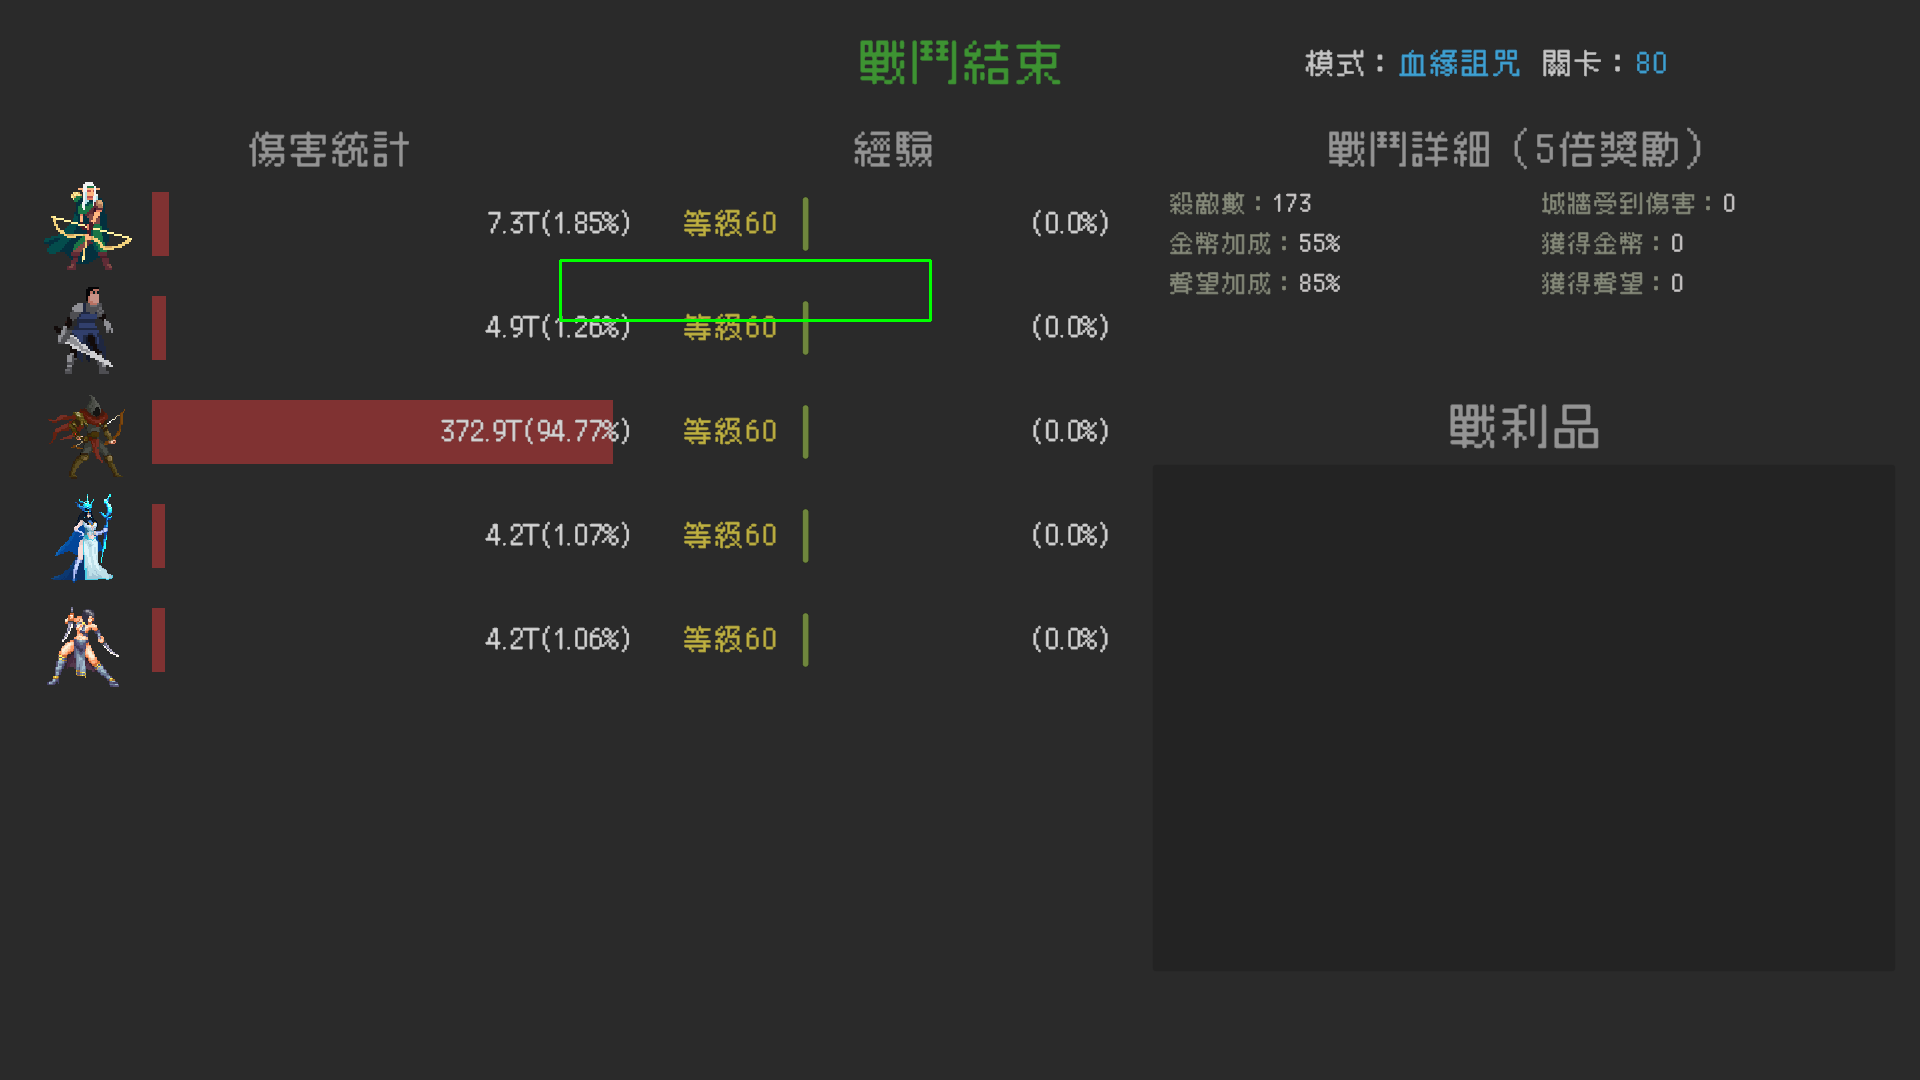 戰鬥結束
模式：血緣詛咒 關卡：80
傷害統計
經驗
戰鬥詳細（5倍獎勵）
7.3T(1.85%) 等級60 (0.0%)
4.9T(1.26%) 等級60 (0.0%)
372.9T(94.77%) 等級60 (0.0%)
4.2T(1.07%) 等級60 (0.0%)
4.2T(1.06%) 等級60 (0.0%)
殺敵數：173 城牆受到傷害：0
金幣加成：55% 獲得金幣：0
聲望加成：85% 獲得聲望：0
戰利品